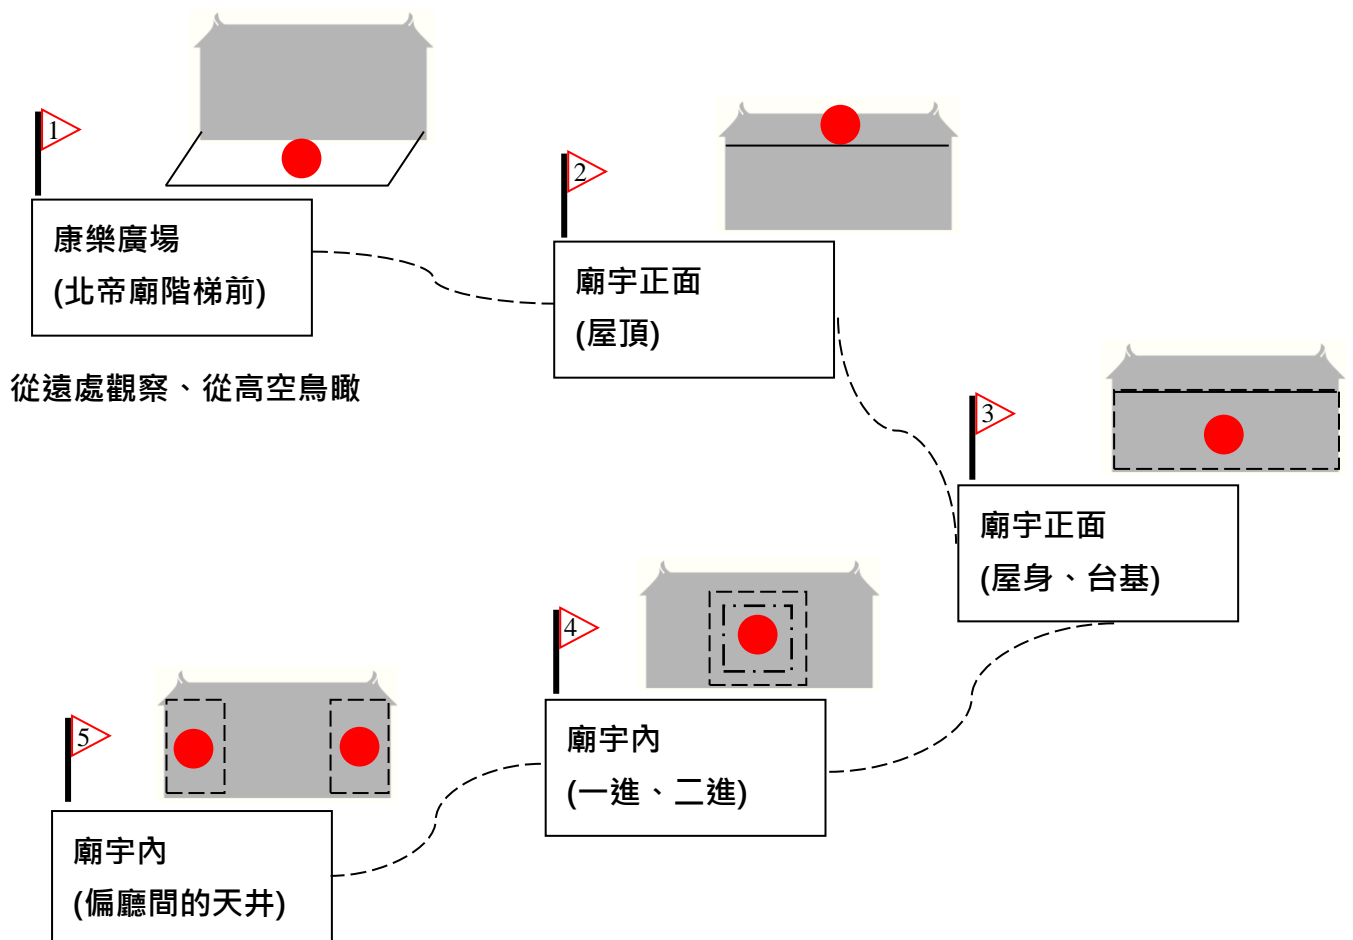 1
康樂廣場
(北帝廟階梯前)
從遠處觀察、從高空鳥瞰
2
廟宇正面
(屋頂)
3
廟宇正面
(屋身、台基)
4
廟宇內
(一進、二進)
5
廟宇內
(偏廳間的天井)